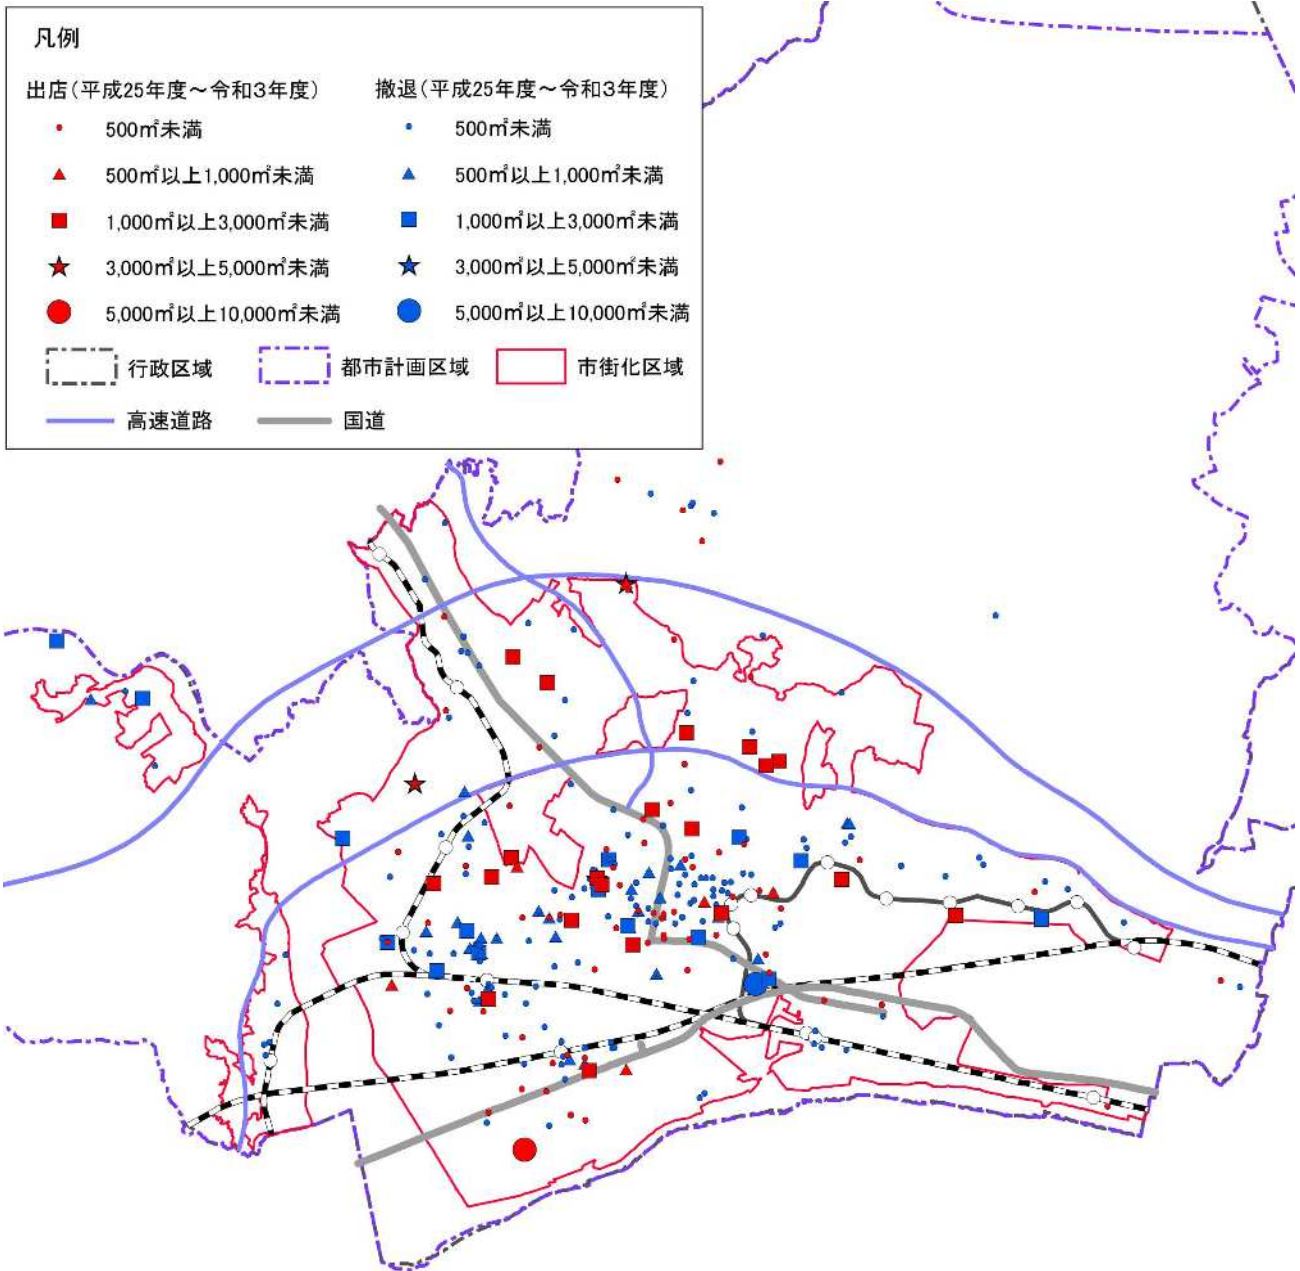 凡例
出店(平成25年度～令和3年度) 撤退(平成25年度～令和3年度)
500㎡未満 500㎡未満
500㎡以上1,000㎡未満 500㎡以上1,000㎡未満
1,000㎡以上3,000㎡未満 1,000㎡以上3,000㎡未満
3,000㎡以上5,000㎡未満 3,000㎡以上5,000㎡未満
5,000㎡以上10,000㎡未満 5,000㎡以上10,000㎡未満
行政区域 都市計画区域 市街化区域
高速道路 国道